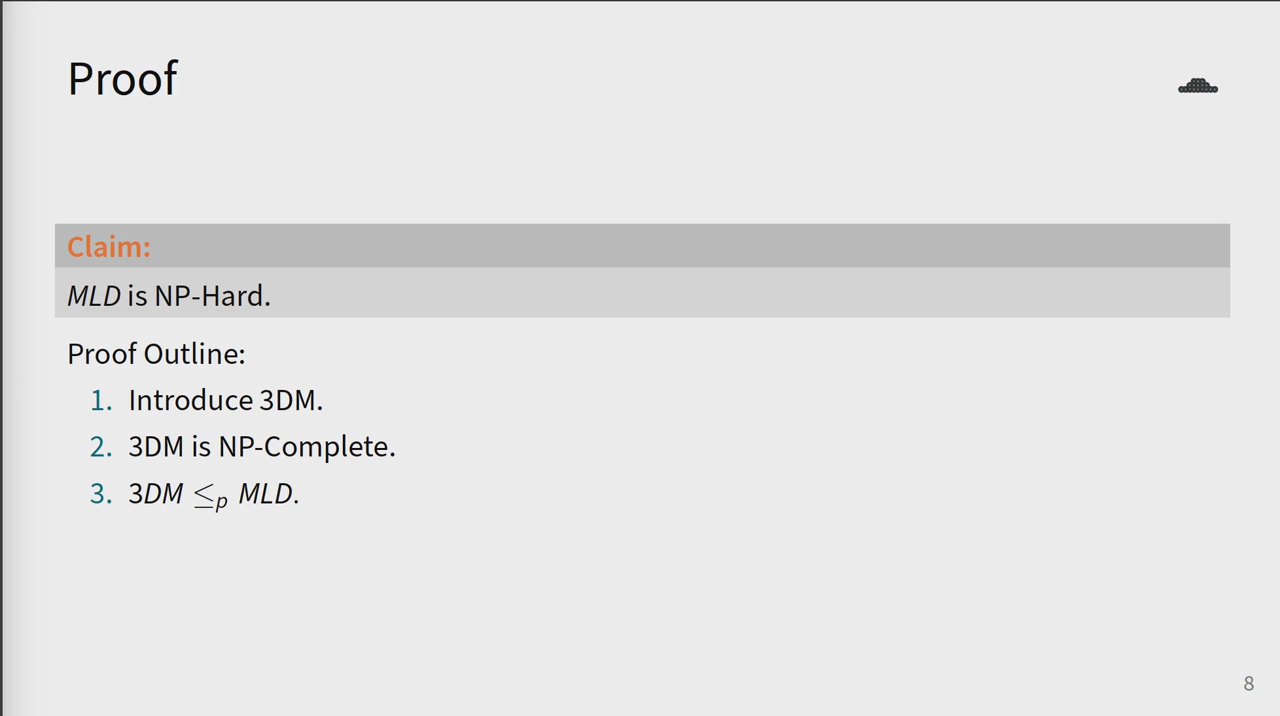 Proof
Claim:
MLD is NP-Hard.
Proof Outline:
1. Introduce 3DM.
2. 3DM is NP-Complete.
3. 3DM ≤p MLD.
8